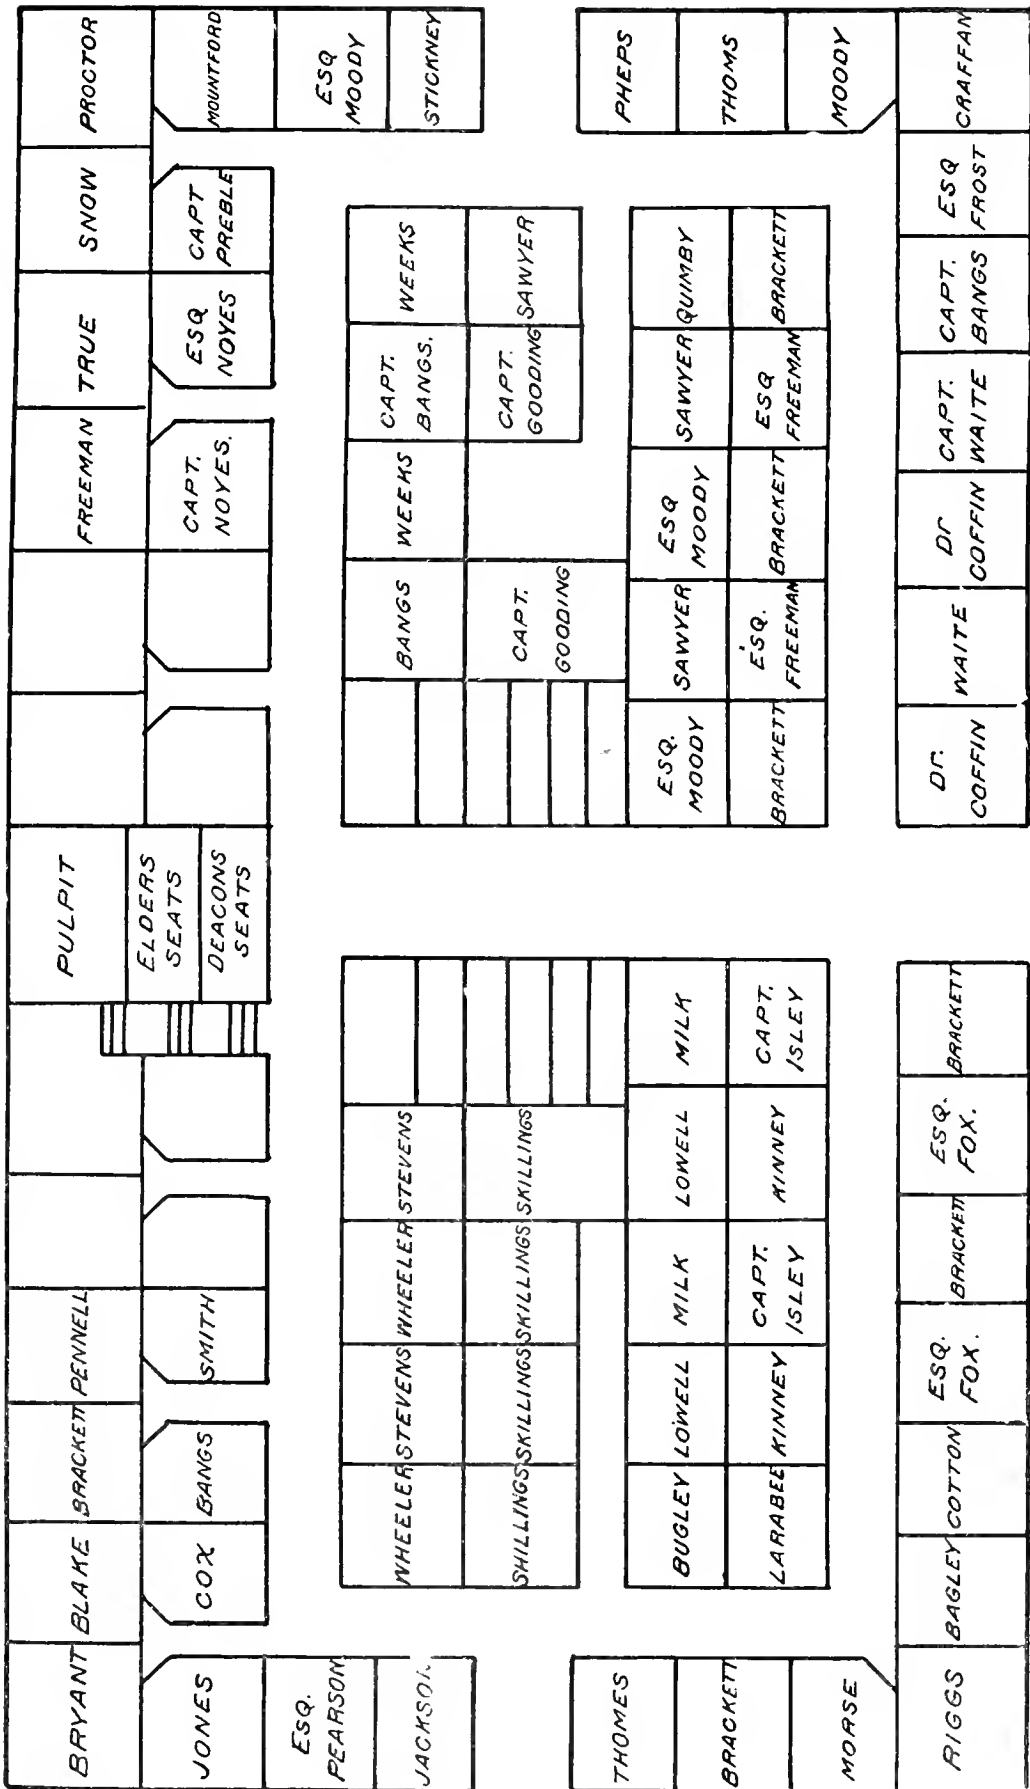 BRYANT
BLAKE
BRACKETT
PENNELL
PULPIT
FREEMAN
TRUE
SNOW
PROCTOR
ELDERS
SEATS
DEACONS
SEATS
JONES
COX
BANGS
SMITH
CAPT.
NOYES.
ESQ
NOYES
CAPT
PREBLE
MOUNTFORD
ESQ.
PEARSON
ESQ
MOODY
JACKSON
STICKNEY
WHEELER
STEVENS
WHEELER
STEVENS
BANGS
WEEKS
CAPT.
BANGS.
WEEKS
SHILLINGS
SKILLINGS
SKILLINGS
SKILLINGS
CAPT.
GOODING
CAPT.
GOODING
SAWYER
THOMES
BUGLEY
LOWELL
MILK
LOWELL
MILK
ESQ.
MOODY
SAWYER
ESQ
MOODY
SAWYER
QUIMBY
PHEPS
BRACKETT
LARABEE
KINNEY
CAPT.
ISLEY
KINNEY
CAPT.
ISLEY
BRACKETT
ESQ.
FREEMAN
BRACKETT
ESQ
FREEMAN
BRACKETT
THOMS
MORSE
MOODY
RIGGS
BAGLEY
COTTON
ESQ.
FOX.
BRACKETT
ESQ.
FOX.
BRACKETT
Dr.
COFFIN
WAITE
Dr
COFFIN
CAPT.
WAITE
CAPT.
BANGS
ESQ
FROST
CRAFFAN